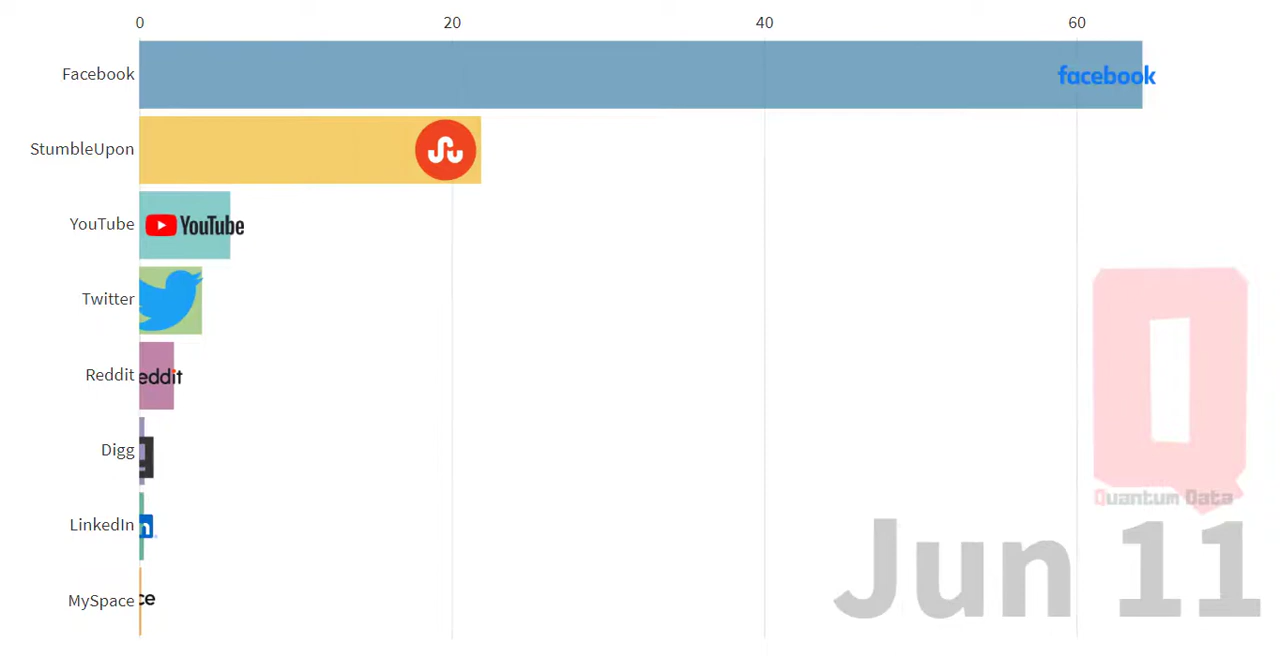 0 20 40 60
Facebook facebook
StumbleUpon
YouTube YouTube
Twitter
Reddit eddit
Digg
LinkedIn n
MySpace ce
Q
Quantum Data
Jun 11